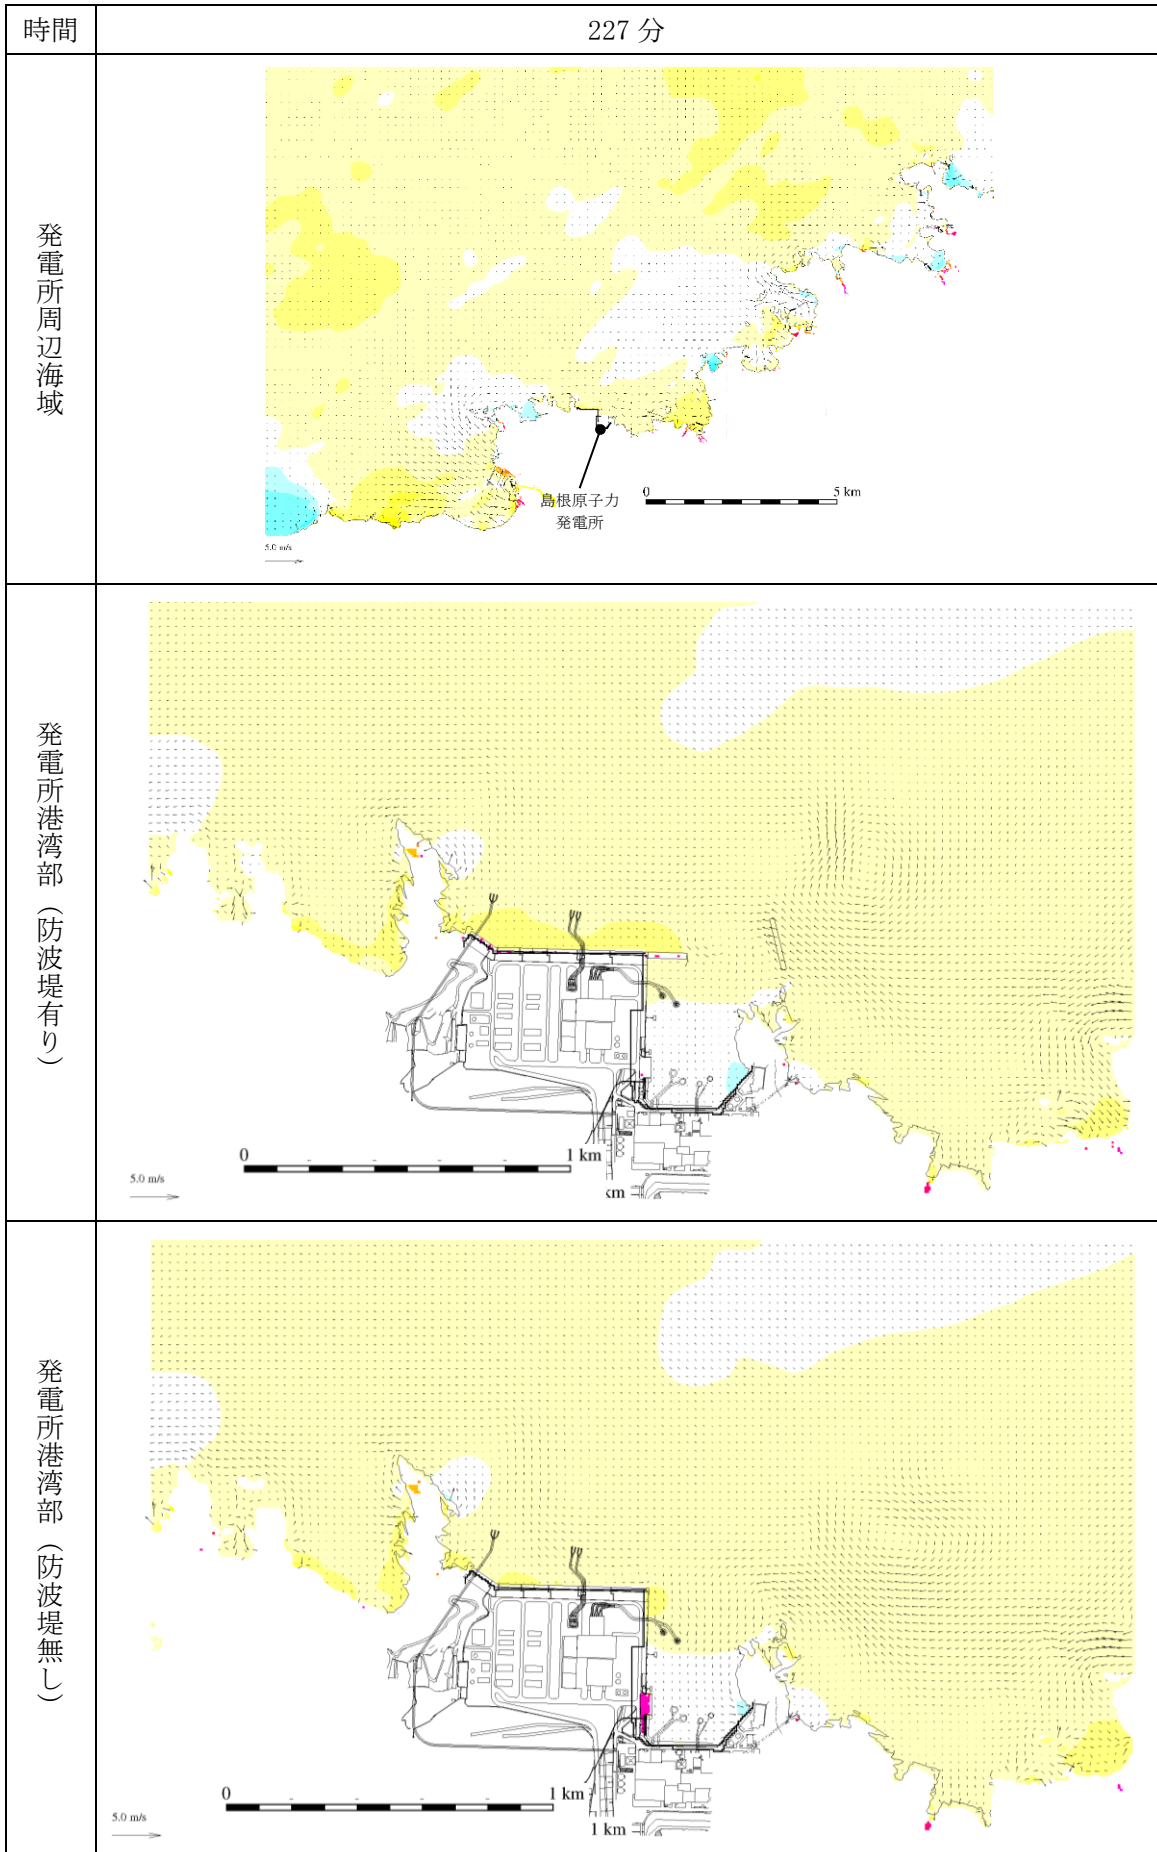 時間
227 分
発電所周辺海域
島根原子力
発電所
0
5 km
5.0 m/s
発電所港湾部（防波堤有り）
0
1 km
5.0 m/s
km
発電所港湾部（防波堤無し）
0
1 km
5.0 m/s
1 km